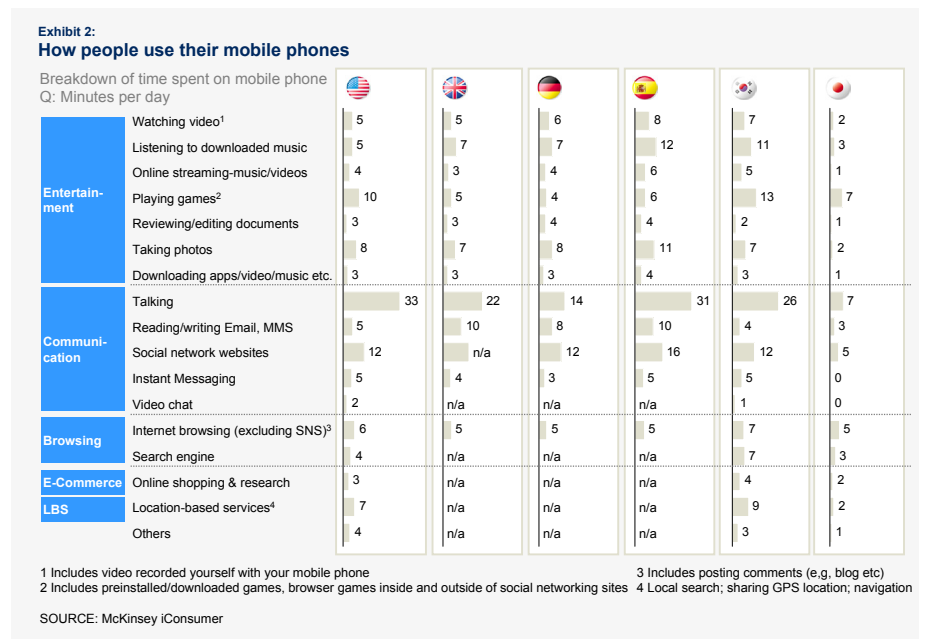 Exhibit 2:
How people use their mobile phones
Breakdown of time spent on mobile phone
Q: Minutes per day
Entertain-
ment
Watching video1 5 5 6 8 7 2
Listening to downloaded music 5 7 7 12 11 3
Online streaming-music/videos 4 3 4 6 5 1
Playing games2 10 5 4 6 13 7
Reviewing/editing documents 3 3 4 4 2 1
Taking photos 8 7 8 11 7 2
Downloading apps/video/music etc. 3 3 3 4 3 1
Communi-
cation
Talking 33 22 14 31 26 7
Reading/writing Email, MMS 5 10 8 10 4 3
Social network websites 12 n/a 12 16 12 5
Instant Messaging 5 4 3 5 5 0
Video chat 2 n/a n/a n/a 1 0
Browsing
Internet browsing (excluding SNS)3 6 5 5 5 7 5
Search engine 4 n/a n/a n/a 7 3
E-Commerce Online shopping & research 3 n/a n/a n/a 4 2
LBS Location-based services4 7 n/a n/a n/a 9 2
Others 4 n/a n/a n/a 3 1
1 Includes video recorded yourself with your mobile phone
2 Includes preinstalled/downloaded games, browser games inside and outside of social networking sites
3 Includes posting comments (e,g, blog etc)
4 Local search; sharing GPS location; navigation
SOURCE: McKinsey iConsumer